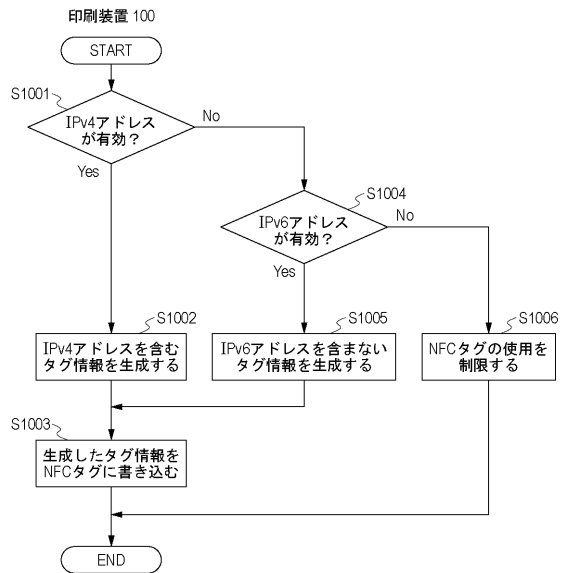 印刷装置 100
START
S1001
IPv4アドレス
が有効？
No
Yes
S1004
IPv6アドレス
が有効？
No
Yes
S1002
IPv4アドレスを含む
タグ情報を生成する
S1005
IPv6アドレスを含まない
タグ情報を生成する
S1006
NFCタグの使用を
制限する
S1003
生成したタグ情報を
NFCタグに書き込む
END